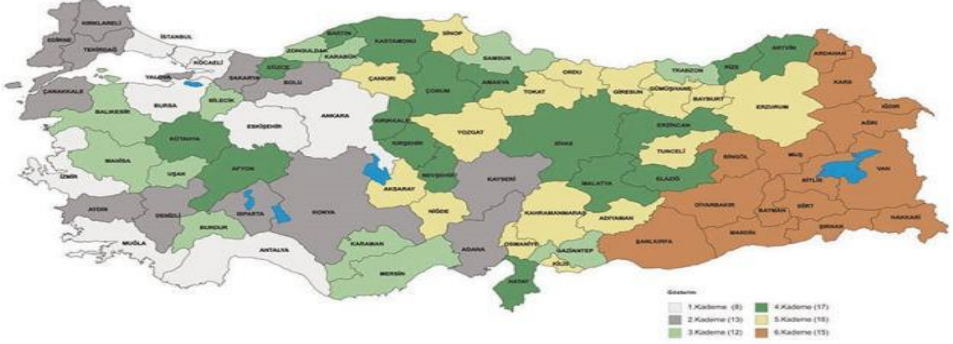 KIRKLARELİ
EDİRNE
TEKİRDAĞ
İSTANBUL
KOCAELİ
YALOVA
SAKARYA
DÜZCE
BOLU
ZONGULDAK
BARTIN
KARABÜK
KASTAMONU
SİNOP
ÇANKIRI
ÇORUM
SAMSUN
AMASYA
TOKAT
ORDU
GİRESUN
GÜMÜŞHANE
TRABZON
BAYBURT
RİZE
ARTVİN
ARDAHAN
KARS
IĞDIR
AĞRI
ERZURUM
ÇANAKKALE
BALIKESİR
BURSA
BİLECİK
ESKİŞEHİR
ANKARA
KIRIKKALE
KIRŞEHİR
YOZGAT
SİVAS
ERZİNCAN
TUNCELİ
BİNGÖL
MUŞ
BİTLİS
VAN
KÜTAHYA
MANİSA
UŞAK
AFYON
İZMİR
AYDIN
DENİZLİ
ISPARTA
BURDUR
KONYA
AKSARAY
NEVŞEHİR
KAYSERİ
NİĞDE
MALATYA
ELAZIĞ
DİYARBAKIR
BATMAN
SİİRT
ŞIRNAK
HAKKARİ
MARDİN
ŞANLIURFA
ADIYAMAN
KAHRAMANMARAŞ
GAZİANTEP
KİLİS
OSMANİYE
ADANA
HATAY
MERSİN
KARAMAN
ANTALYA
MUĞLA
Gösterim
1.Kademe (8)
2.Kademe (13)
3.Kademe (12)
4.Kademe (17)
5.Kademe (16)
6.Kademe (15)